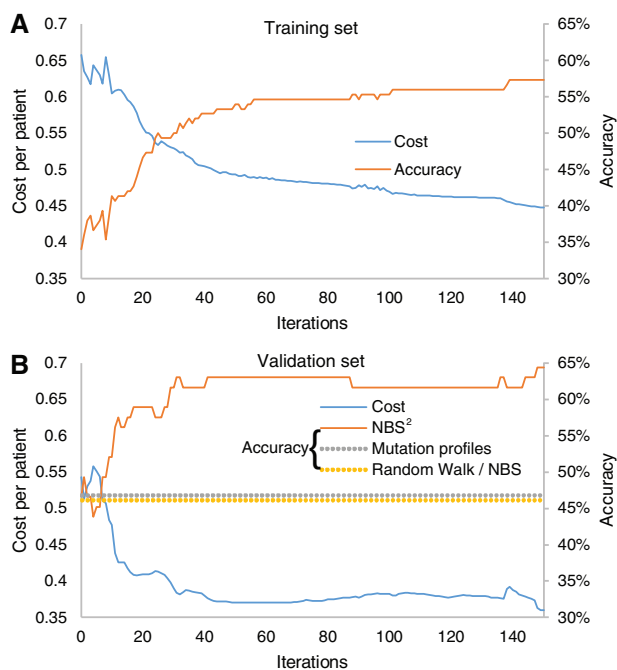 A
Training set
0.7
0.65
0.6
0.55
0.5
0.45
0.4
0.35
Cost per patient
65%
60%
55%
50%
45%
40%
35%
30%
Accuracy
Cost
Accuracy
0 20 40 60 80 100 120 140
Iterations
B
Validation set
0.7
0.65
0.6
0.55
0.5
0.45
0.4
0.35
Cost per patient
65%
60%
55%
50%
45%
40%
35%
30%
Accuracy
Cost
NBS²
Accuracy
Mutation profiles
Random Walk / NBS
0 20 40 60 80 100 120 140
Iterations